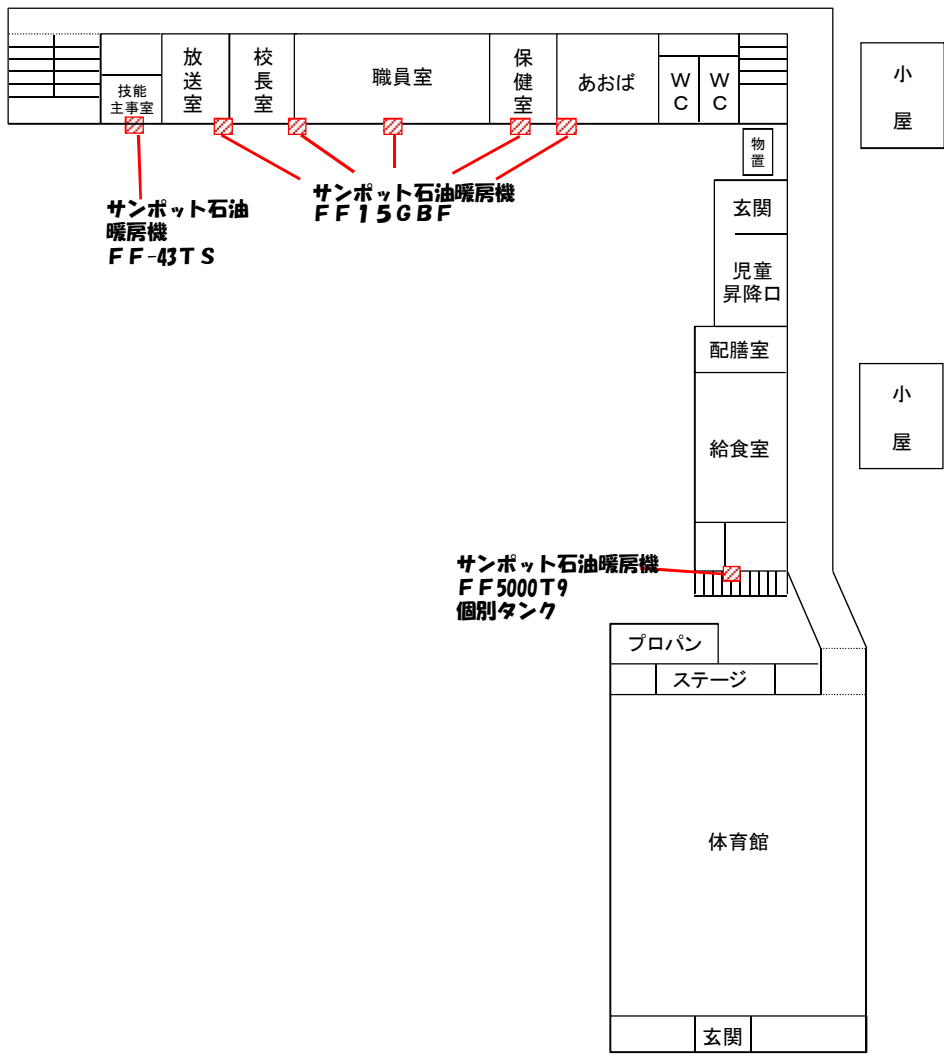 技能
主事室
放送室
校長室
職員室
保健室
あおば
WC
WC
小屋
物置
サンポット石油
暖房機
FF-43TS
サンポット石油暖房機
FF15GBF
玄関
児童
昇降口
配膳室
小屋
給食室
サンポット石油暖房機
FF5000T9
個別タンク
プロパン
ステージ
体育館
玄関